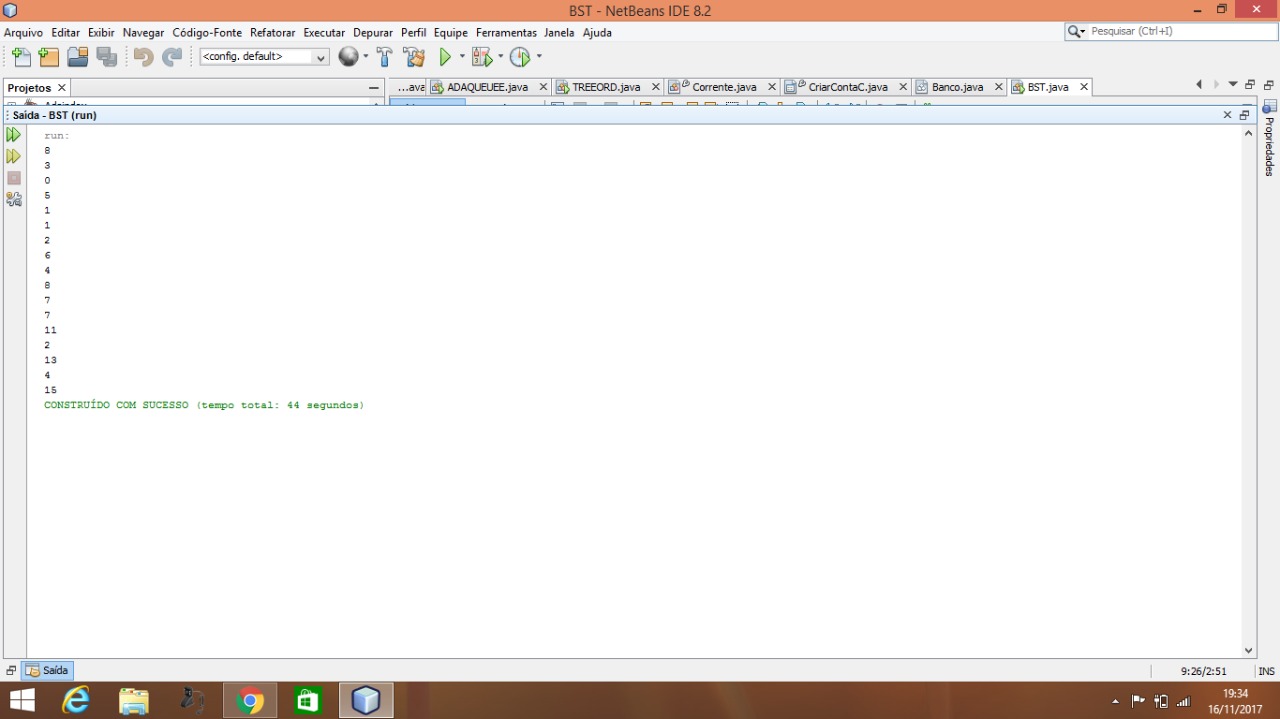 BST - NetBeans IDE 8.2
Arquivo Editar Exibir Navegar Código-Fonte Refatorar Executar Depurar Perfil Equipe Ferramentas Janela Ajuda
Pesquisar (Ctrl+I)
<config. default>
Projetos
...ava ADAQUEUEE.java TREEORD.java Corrente.java CriarContaC.java Banco.java BST.java
Saída - BST (run)
Propriedades
run:
8
3
0
5
1
1
2
6
4
8
7
7
11
2
13
4
15
CONSTRUÍDO COM SUCESSO (tempo total: 44 segundos)
Saída
9:26/2:51 INS
19:34
16/11/2017